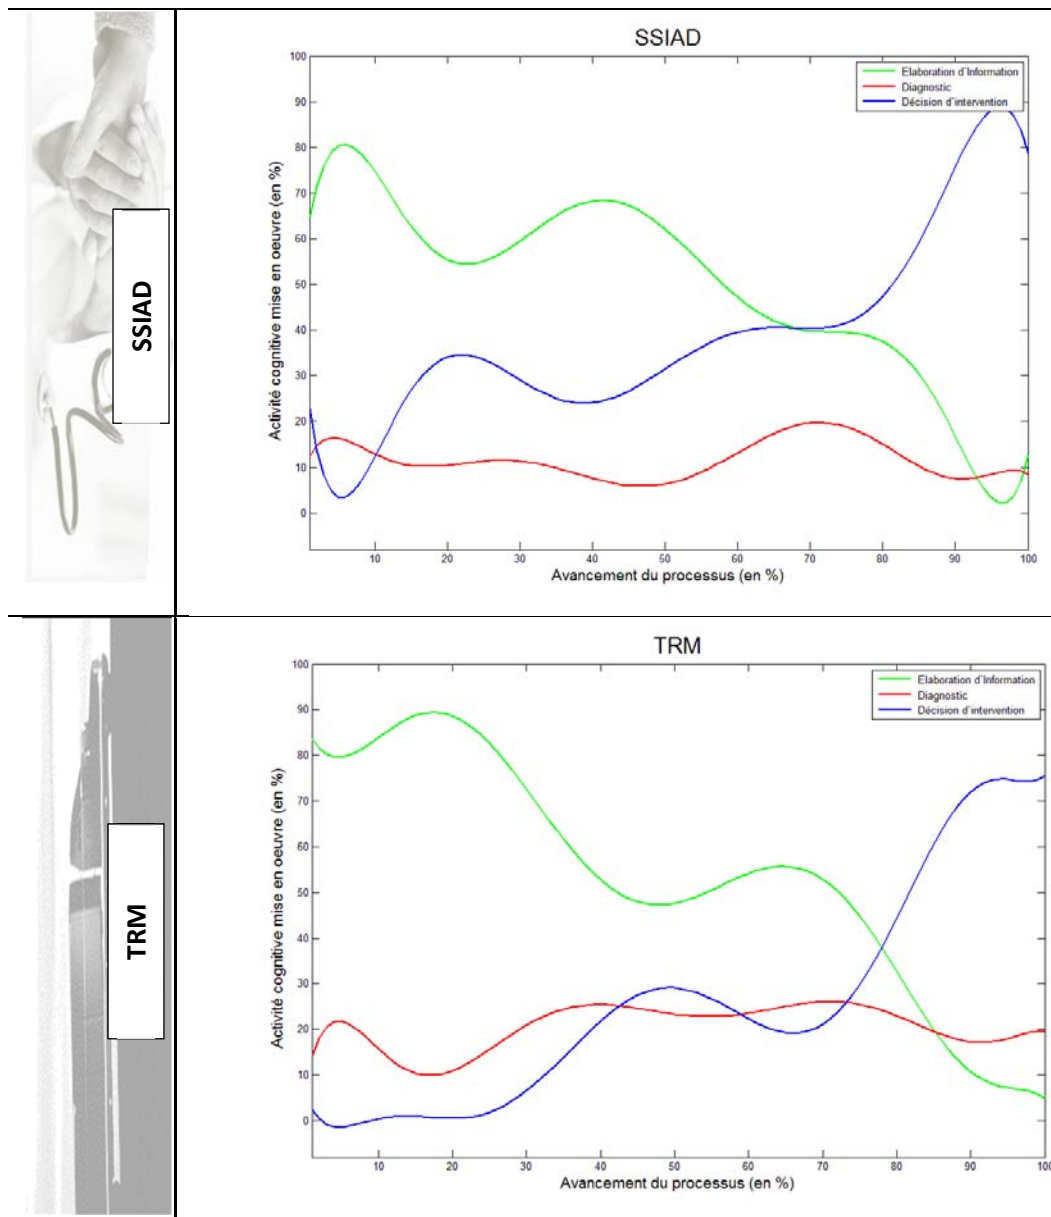 SSIAD
SSIAD
Elaboration d'Information
Diagnostic
Décision d'intervention
Activité cognitive mise en oeuvre (en %)
100
90
80
70
60
50
40
30
20
10
0
10 20 30 40 50 60 70 80 90 100
Avancement du processus (en %)
TRM
TRM
Elaboration d'Information
Diagnostic
Décision d'intervention
Activité cognitive mise en oeuvre (en %)
100
90
80
70
60
50
40
30
20
10
0
10 20 30 40 50 60 70 80 90 100
Avancement du processus (en %)